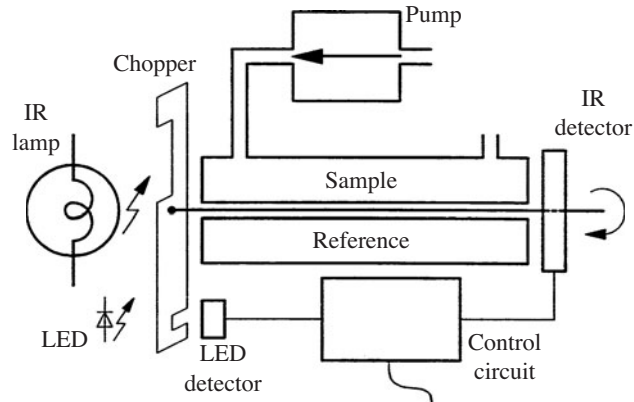 Pump
Chopper
IR
lamp
IR
detector
Sample
Reference
LED
LED
detector
Control
circuit